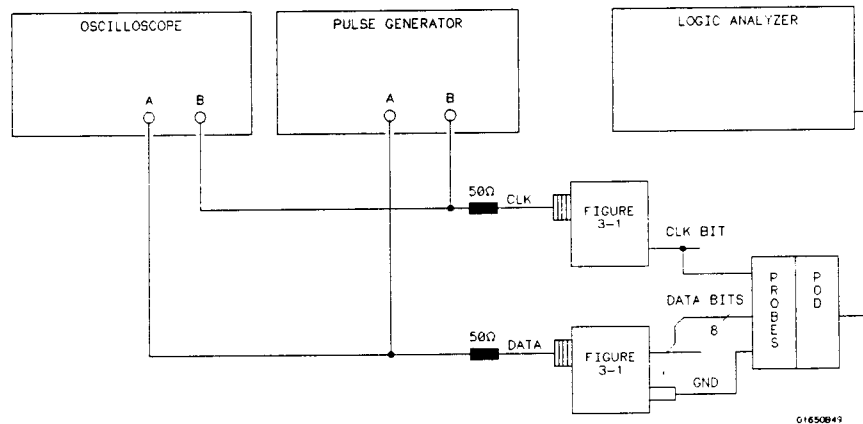 OSCILLOSCOPE
PULSE GENERATOR
LOGIC ANALYZER
A
B
A
B
50Ω
CLK
FIGURE
3-1
CLK BIT
PROBES
POD
DATA BITS
8
50Ω
DATA
FIGURE
3-1
GND
01650B49